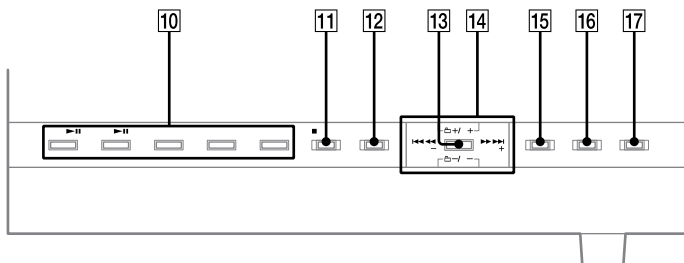 10 11 12 13 14 15 16 17
▶II ▶II ■
+/ +
I◀◀ ◀◀ ▶▶ ▶▶I
− +
−/ −